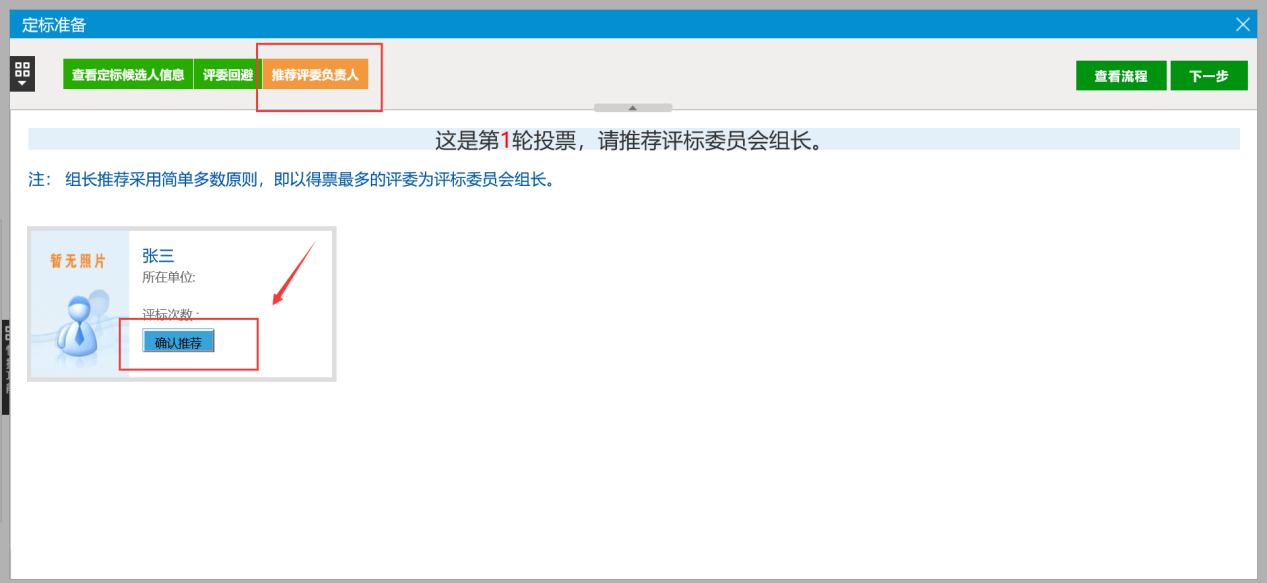 定标准备
查看定标候选人信息 评委回避 推荐评委负责人 查看流程 下一步
这是第1轮投票，请推荐评标委员会组长。
注： 组长推荐采用简单多数原则，即以得票最多的评委为评标委员会组长。
暂无照片
张三
所在单位:
评标次数 :
确认推荐